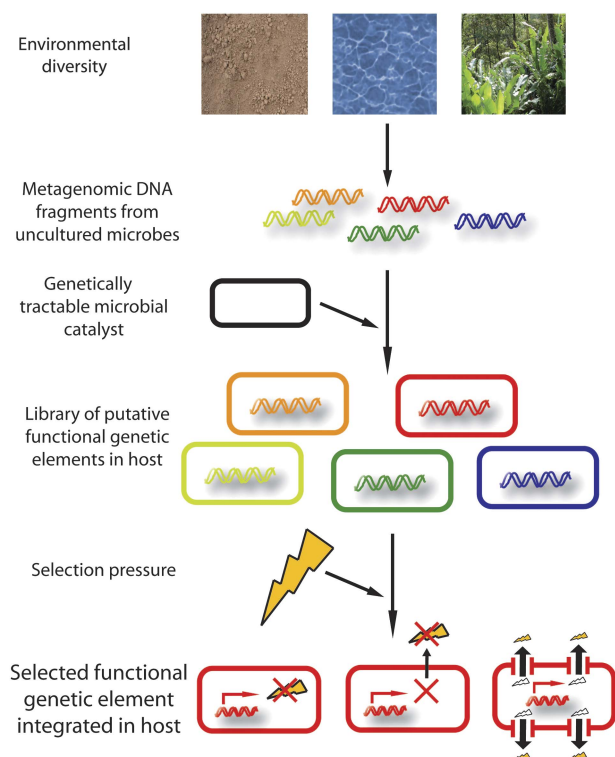 Environmental
diversity
Metagenomic DNA
fragments from
uncultured microbes
Genetically
tractable microbial
catalyst
Library of putative
functional genetic
elements in host
Selection pressure
Selected functional
genetic element
integrated in host